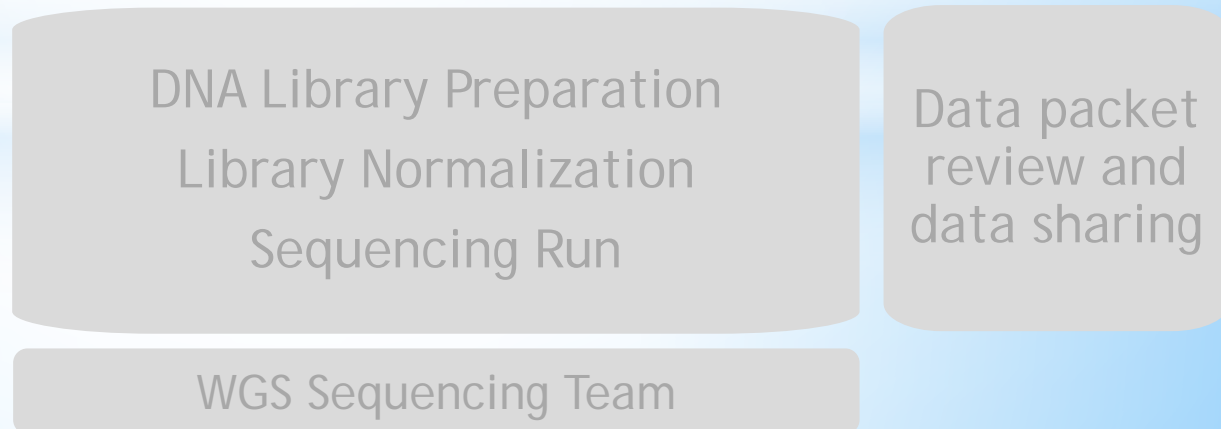 DNA Library Preparation
Library Normalization
Sequencing Run
Data packet
review and
data sharing
WGS Sequencing Team